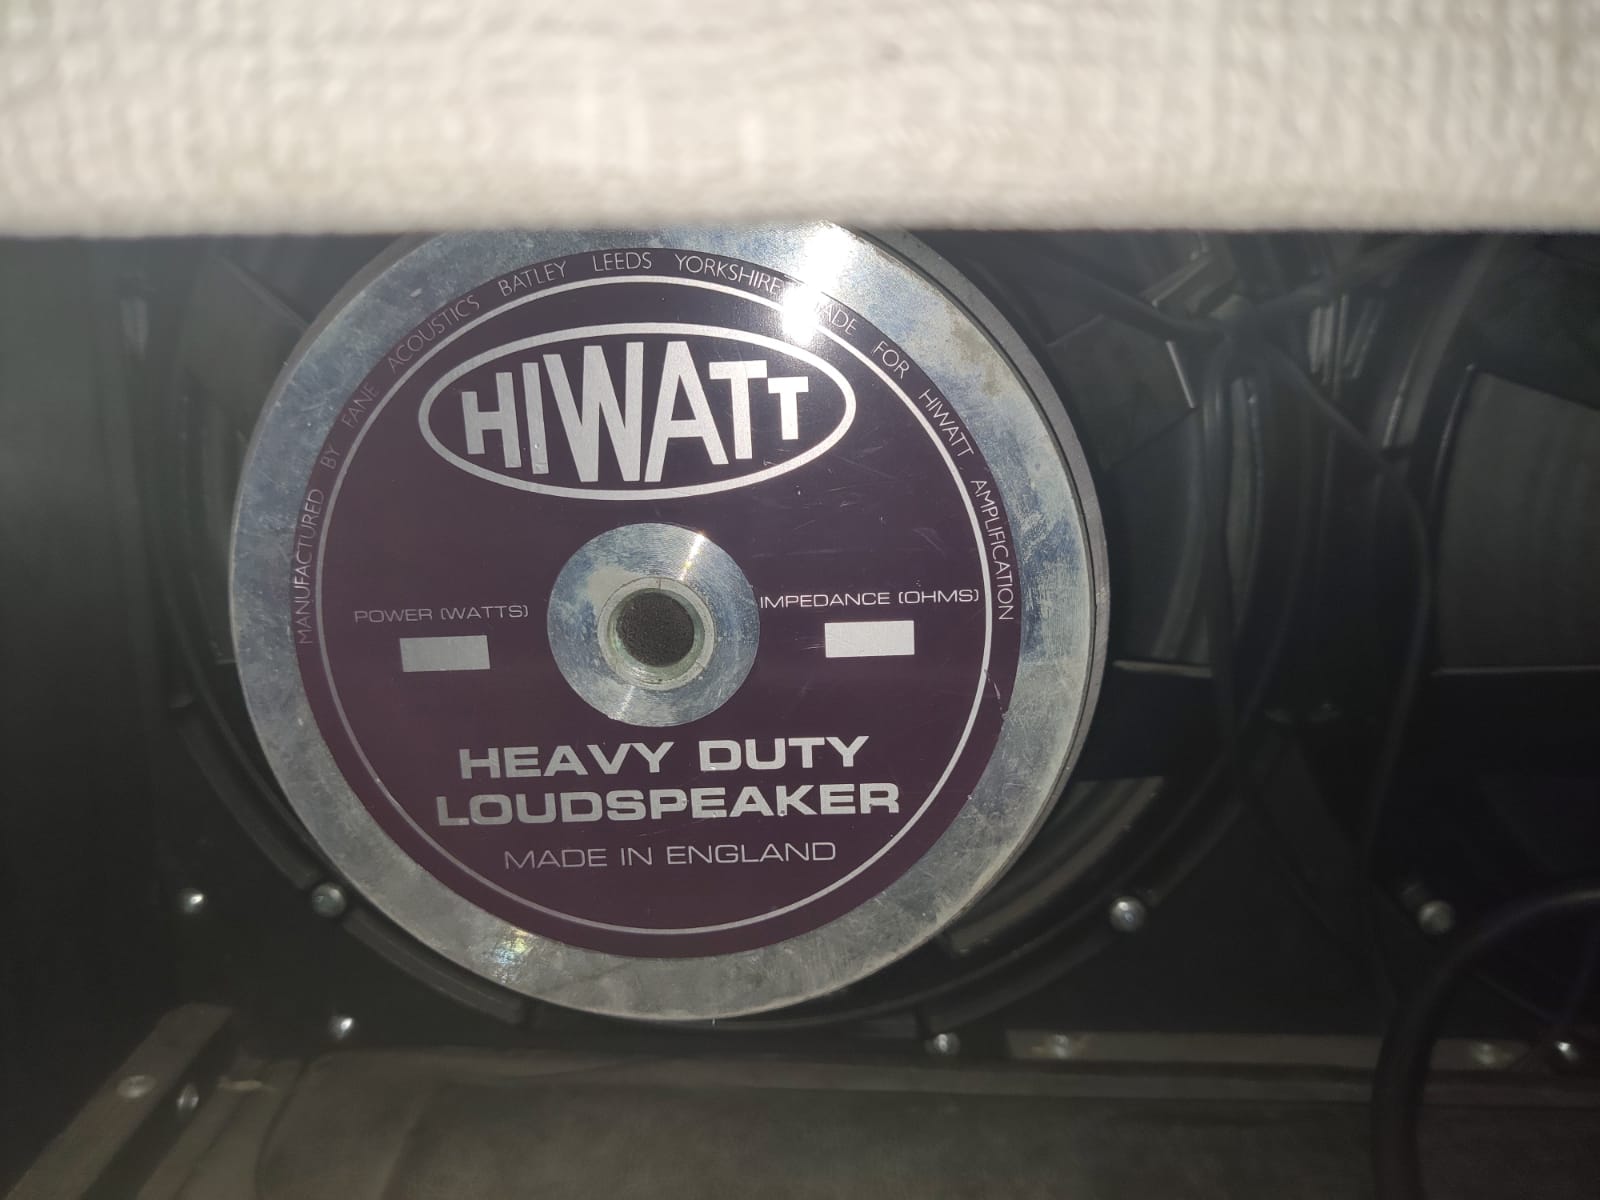 MANUFACTURED BY FANE ACOUSTICS BATLEY LEEDS YORKSHIRE FOR HIWATT AMPLIFICATION
HIWATT
POWER (WATTS)
IMPEDANCE (OHMS)
HEAVY DUTY
LOUDSPEAKER
MADE IN ENGLAND